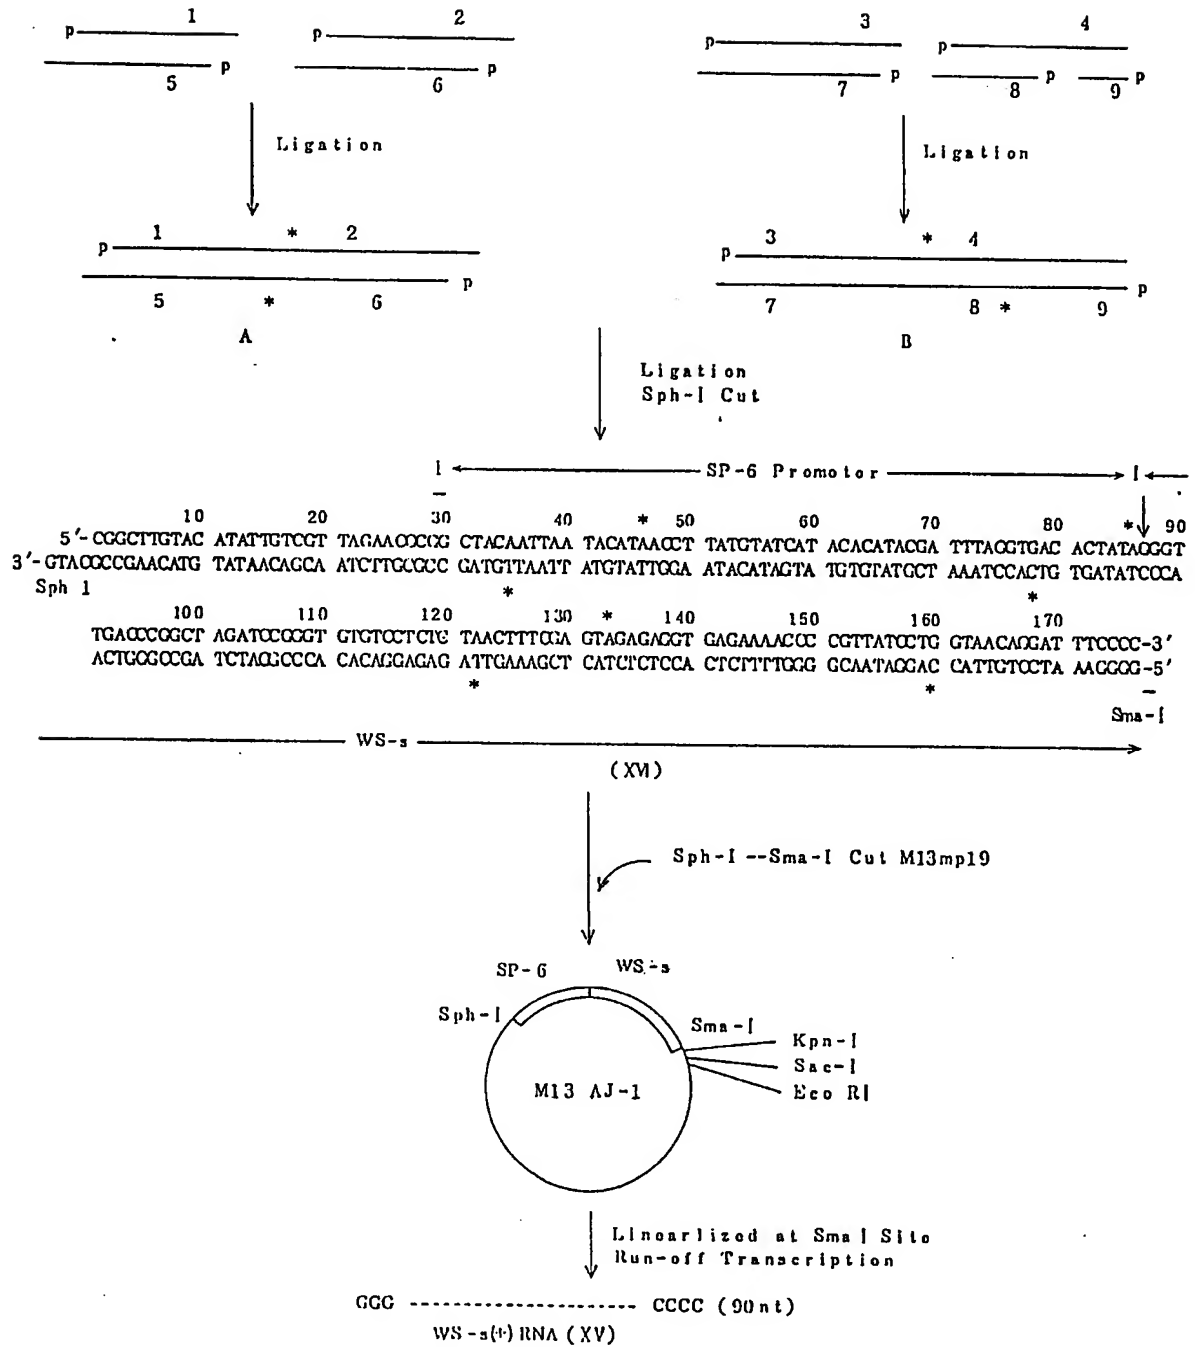 1 2 3 4
p p p p
p p p p p
5 6 7 8 9
Ligation Ligation
1 * 2 3 * 4
p p
p p
5 * 6 7 8 * 9
A B
Ligation
Sph-I Cut
I SP-6 Promotor I
10 20 30 40 * 50 60 70 80 * 90
5'-CGGCTTGTAC ATATTGTCGT TAGAACGCGG CTACAATTAA TACATAACCT TATGTATCAT ACACATACGA TTTAGGTGAC ACTATAGGGT
3'-GTACGCCGAACATG TATAACAGCA ATCTTGCGCC GATGTTAATT ATGTATTGGA ATACATAGTA TGTGTATGCT AAATCCACTG TGATATCCCA
Sph 1 * *
100 110 120 130 * 140 150 160 170
TGACCCGGCT AGATCCGGGT GTGTCCTCTC TAACTTTCGA GTAGAGAGGT GAGAAAACCC CGTTATCCTG GTAACAGGAT TTCCCC-3'
ACTGGGCCGA TCTAGGCCCA CACAGGAGAG ATTGAAAGCT CATCTCTCCA CTCTTTTGGG GCAATAGGAC CATTGTCCTA AAGGGG-5'
* *
Sma-I
WS-s
(XVI)
Sph-I --Sma-I Cut M13mp19
SP-6 WS-s
Sph-I Sma-I
Kpn-I
Sac-I
Eco RI
M13 AJ-1
Linoarlized at Sma I Site
Run-off Transcription
GGG -------------------- CCCC (90nt)
WS-s(+) RNA (XV)